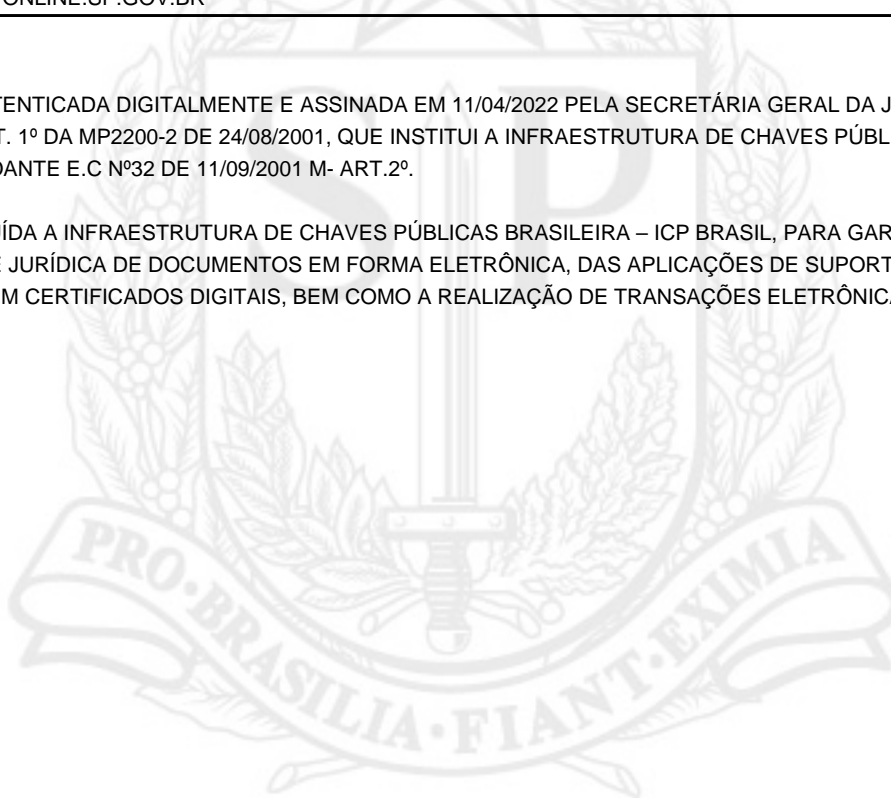 ONLINE.SP.GOV.BR
TENTICADA DIGITALMENTE E ASSINADA EM 11/04/2022 PELA SECRETÁRIA GERAL DA J
T. 1º DA MP2200-2 DE 24/08/2001, QUE INSTITUI A INFRAESTRUTURA DE CHAVES PÚBL
DANTE E.C Nº32 DE 11/09/2001 M- ART.2º.
ÍDA A INFRAESTRUTURA DE CHAVES PÚBLICAS BRASILEIRA – ICP BRASIL, PARA GAR
E JURÍDICA DE DOCUMENTOS EM FORMA ELETRÔNICA, DAS APLICAÇÕES DE SUPORT
M CERTIFICADOS DIGITAIS, BEM COMO A REALIZAÇÃO DE TRANSAÇÕES ELETRÔNICA
SP
PRO·BRASILIA·FIANT·EXIMIA